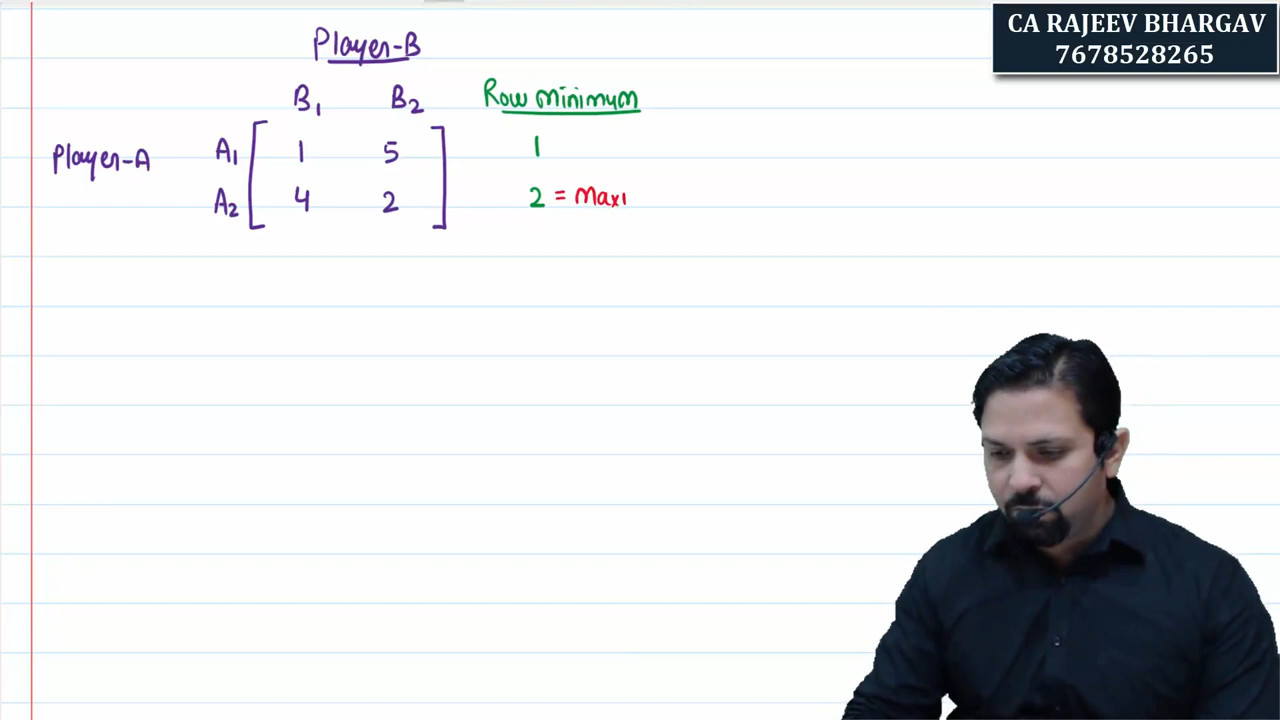 CA RAJEEV BHARGAV
7678528265
Player-B
B1 B2 Row minimum
Player-A A1 1 5 1
A2 4 2 2 = Maxi